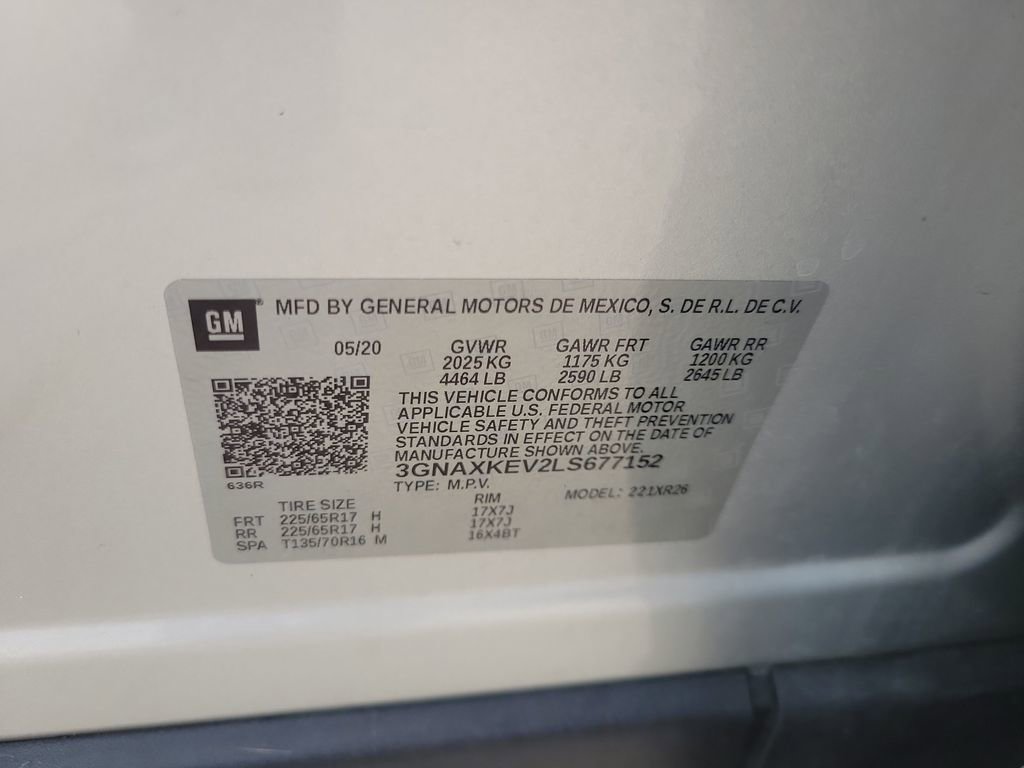 GM® MFD BY GENERAL MOTORS DE MEXICO, S. DE R.L. DE C.V.
05/20 GVWR GAWR FRT GAWR RR
2025 KG 1175 KG 1200 KG
4464 LB 2590 LB 2645 LB
THIS VEHICLE CONFORMS TO ALL
APPLICABLE U.S. FEDERAL MOTOR
VEHICLE SAFETY AND THEFT PREVENTION
STANDARDS IN EFFECT ON THE DATE OF
MANUFACTURE SHOWN ABOVE.
3GNAXKEV2LS677152
636R TYPE: M.P.V. MODEL: 221XR26
TIRE SIZE RIM
FRT 225/65R17 H 17X7J
RR 225/65R17 H 17X7J
SPA T135/70R16 M 16X4BT